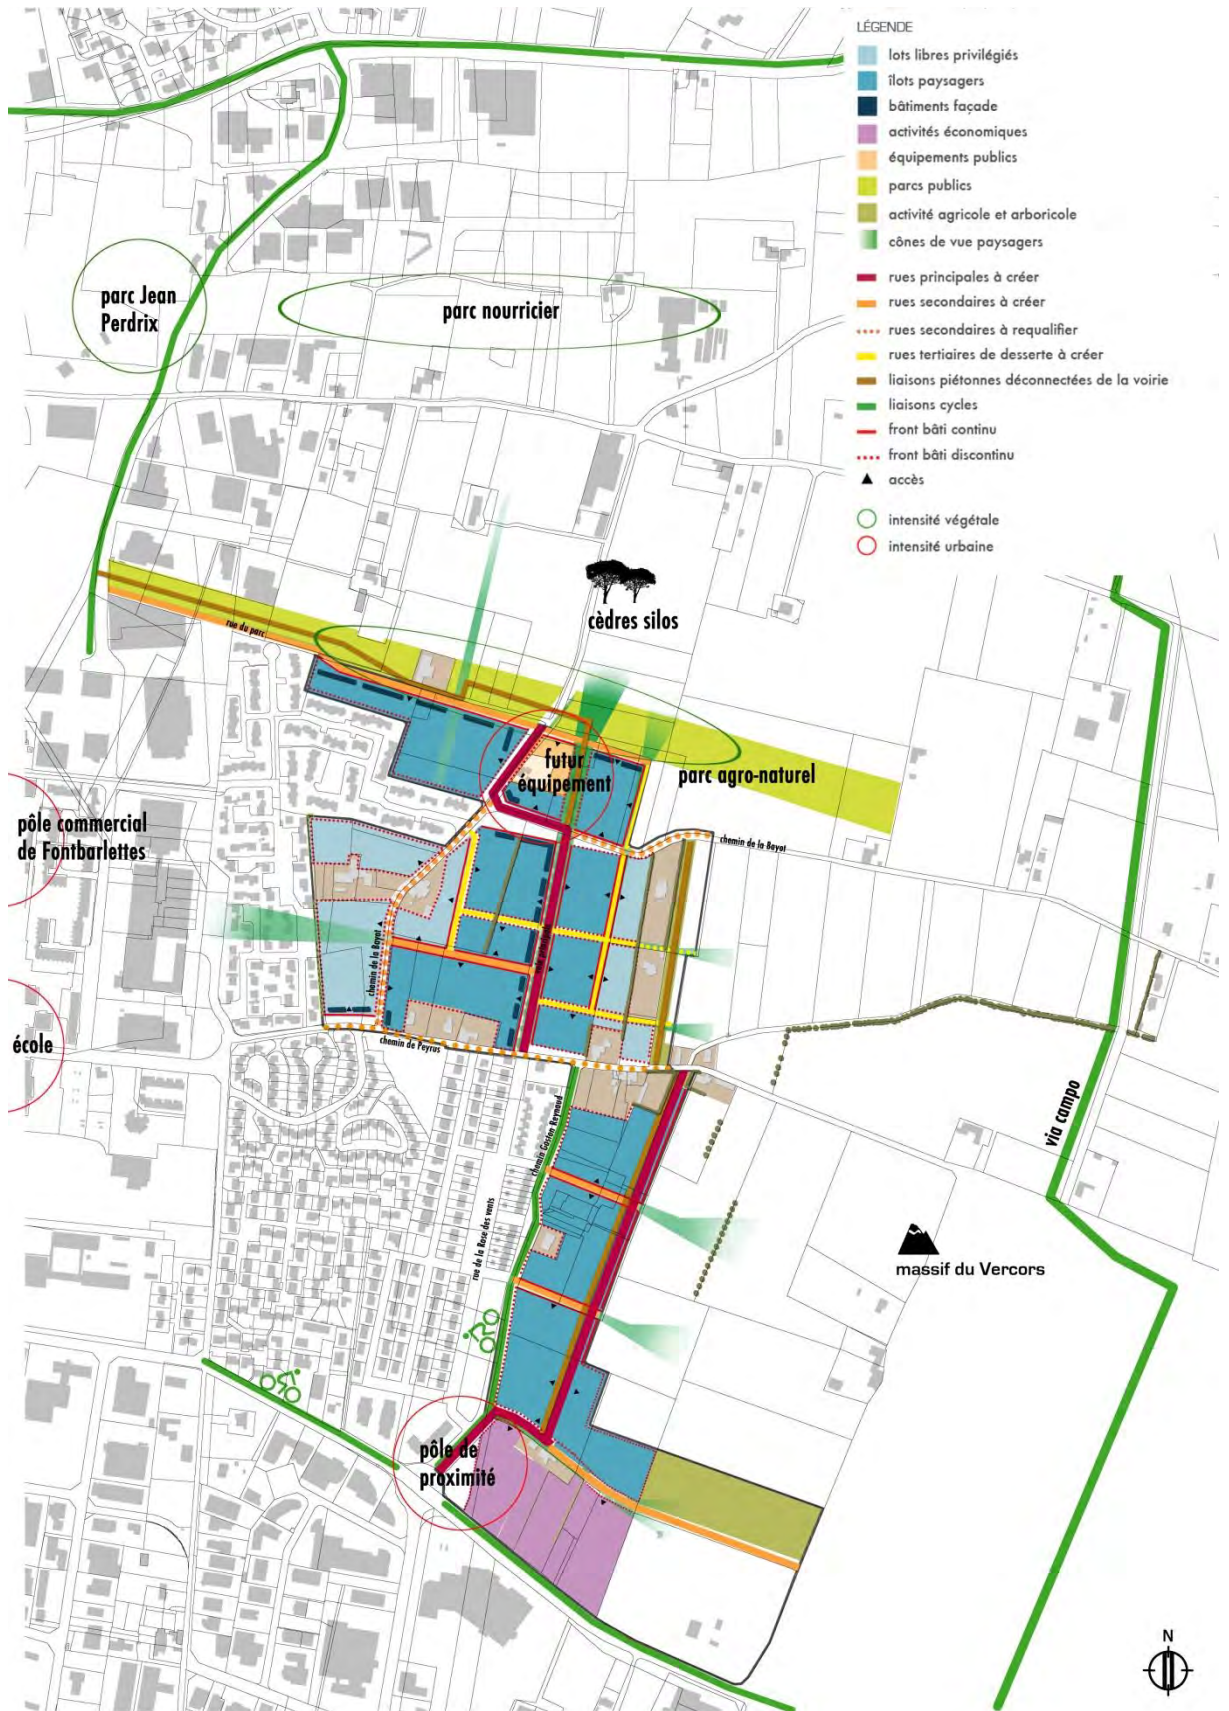 LÉGENDE
lots libres privilégiés
îlots paysagers
bâtiments façade
activités économiques
équipements publics
parcs publics
activité agricole et arboricole
cônes de vue paysagers
rues principales à créer
rues secondaires à créer
rues secondaires à requalifier
rues tertiaires de desserte à créer
liaisons piétonnes déconnectées de la voirie
liaisons cycles
front bâti continu
front bâti discontinu
accès
intensité végétale
intensité urbaine
parc Jean
Perdrix
parc nourricier
cèdres silos
rue du parc
futur
équipement
parc agro-naturel
pôle commercial
de Fontbarlettes
chemin de la Bayot
chemin de la Bayot
école
chemin de Peyrus
via campo
chemin Gaston Reynaud
rue de la Rose des vents
massif du Vercors
pôle de
proximité
N